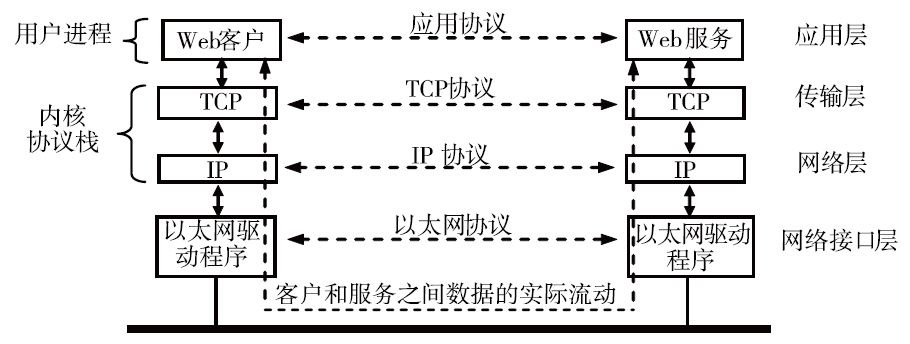 用户进程
Web客户
应用协议
Web服务
应用层
内核
协议栈
TCP
TCP协议
TCP
传输层
IP
IP 协议
IP
网络层
以太网驱
动程序
以太网协议
以太网驱动
程序
网络接口层
客户和服务之间数据的实际流动